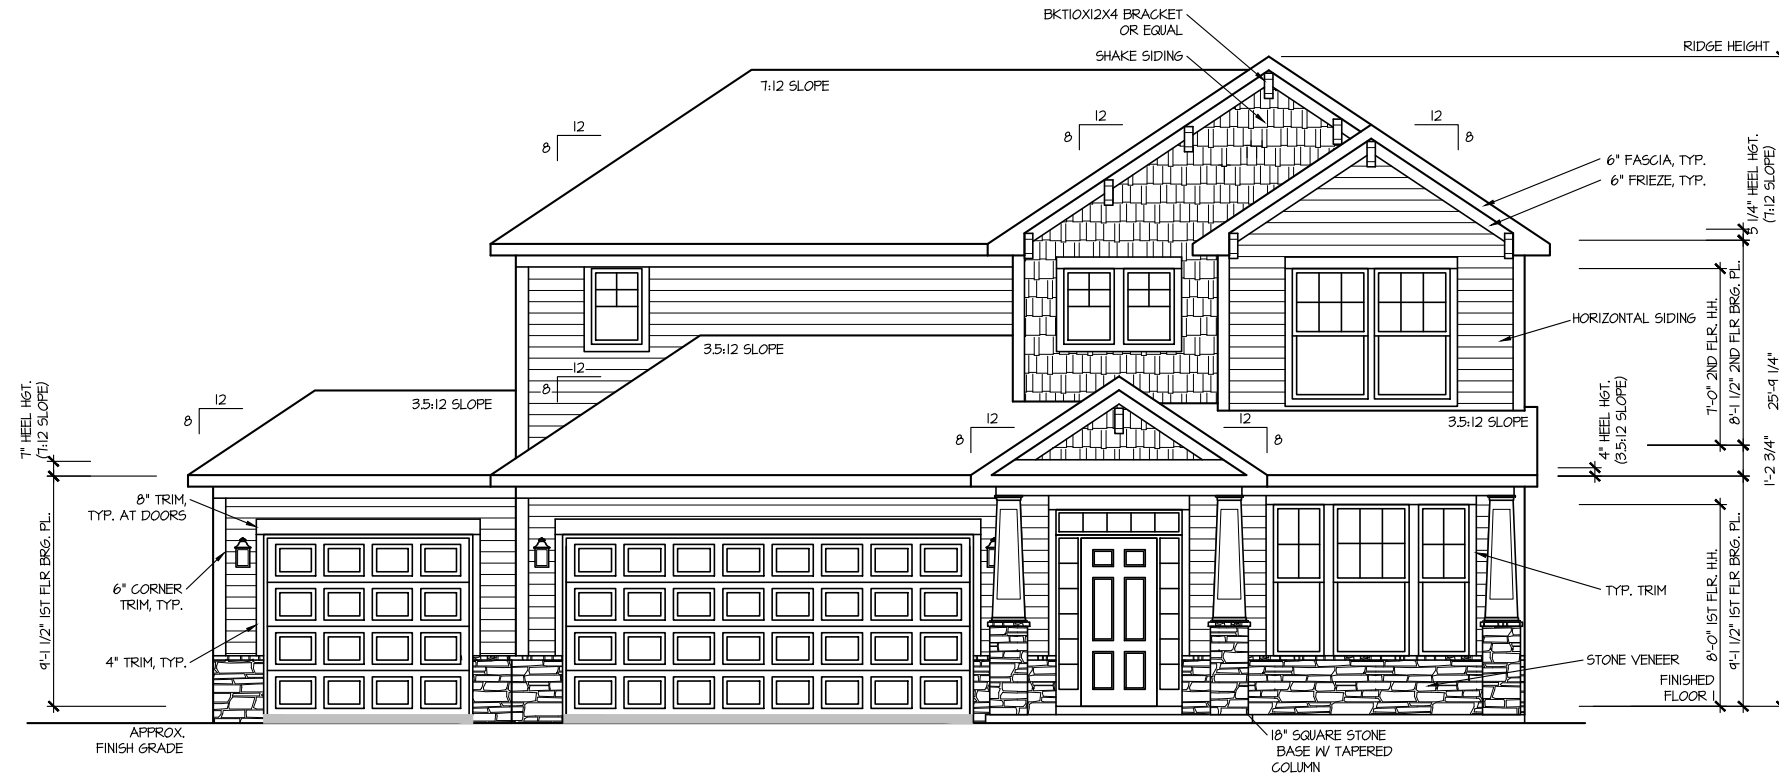 BKT10X12X4 BRACKET
OR EQUAL
SHAKE SIDING
RIDGE HEIGHT
7:12 SLOPE
12
8
12
8
12
8
6" FASCIA, TYP.
6" FRIEZE, TYP.
5 1/4" HEEL HGT.
(7:12 SLOPE)
HORIZONTAL SIDING
7'-0" 2ND FLR. H.H.
8'-1 1/2" 2ND FLR BRG. PL.
25'-9 1/4"
3.5:12 SLOPE
12
8
3.5:12 SLOPE
12
8
7" HEEL HGT.
(7:12 SLOPE)
12
8
12
8
3.5:12 SLOPE
4" HEEL HGT.
(3.5:12 SLOPE)
1'-2 3/4"
8" TRIM,
TYP. AT DOORS
6" CORNER
TRIM, TYP.
4" TRIM, TYP.
9'-1 1/2" 1ST FLR BRG. PL.
TYP. TRIM
STONE VENEER
8'-0" 1ST FLR. H.H.
9'-1 1/2" 1ST FLR BRG. PL.
FINISHED
FLOOR 1
APPROX.
FINISH GRADE
18" SQUARE STONE
BASE W/ TAPERED
COLUMN